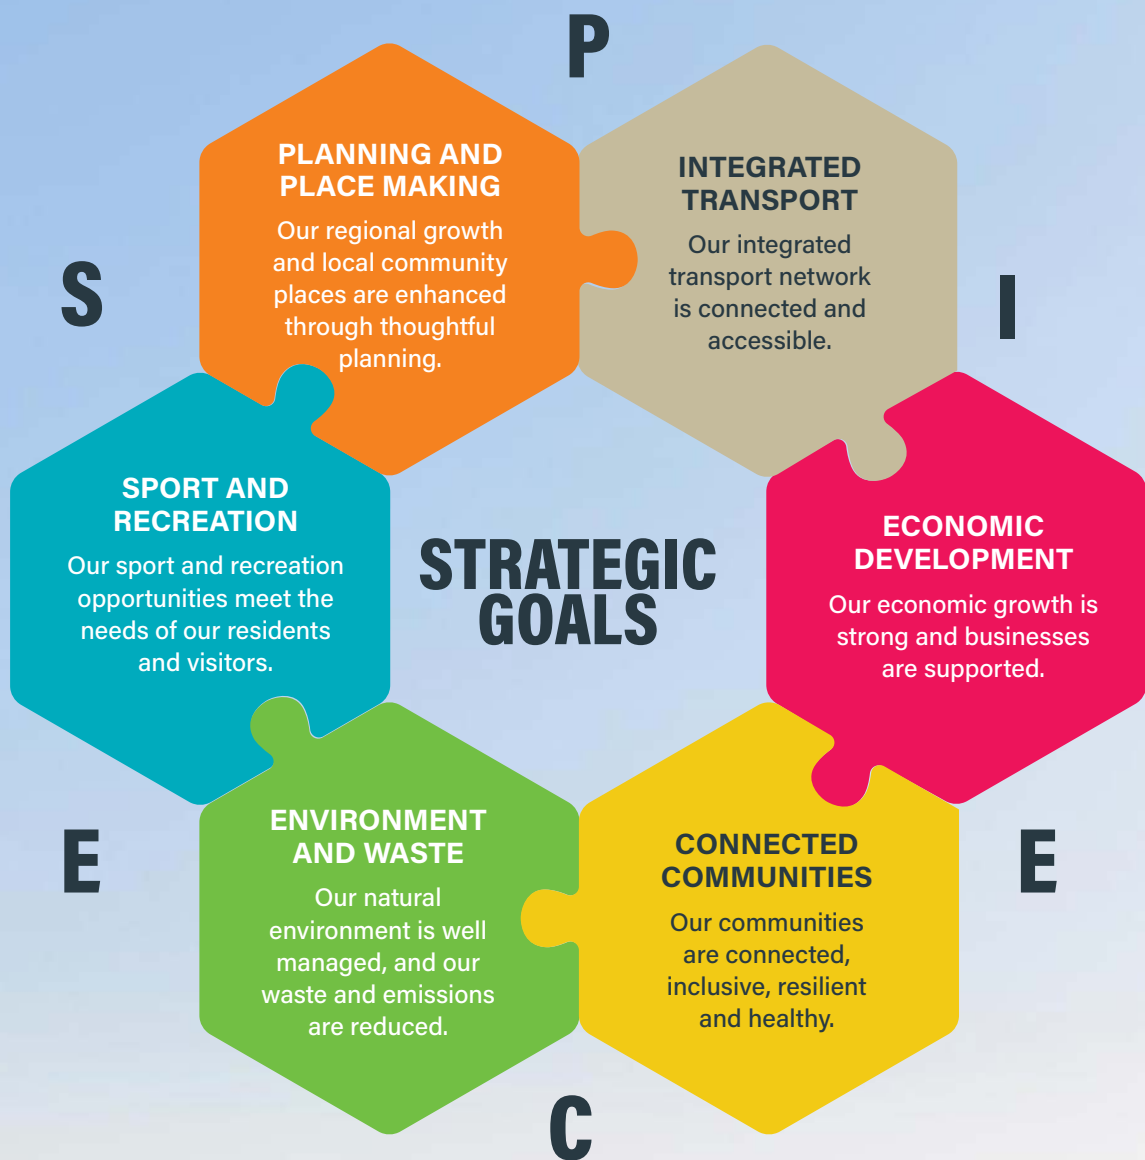 P
PLANNING AND
PLACE MAKING
Our regional growth
and local community
places are enhanced
through thoughtful
planning.
INTEGRATED
TRANSPORT
Our integrated
transport network
is connected and
accessible.
I
ECONOMIC
DEVELOPMENT
Our economic growth is
strong and businesses
are supported.
E
CONNECTED
COMMUNITIES
Our communities
are connected,
inclusive, resilient
and healthy.
C
ENVIRONMENT
AND WASTE
Our natural
environment is well
managed, and our
waste and emissions
are reduced.
E
SPORT AND
RECREATION
Our sport and recreation
opportunities meet the
needs of our residents
and visitors.
S
STRATEGIC
GOALS